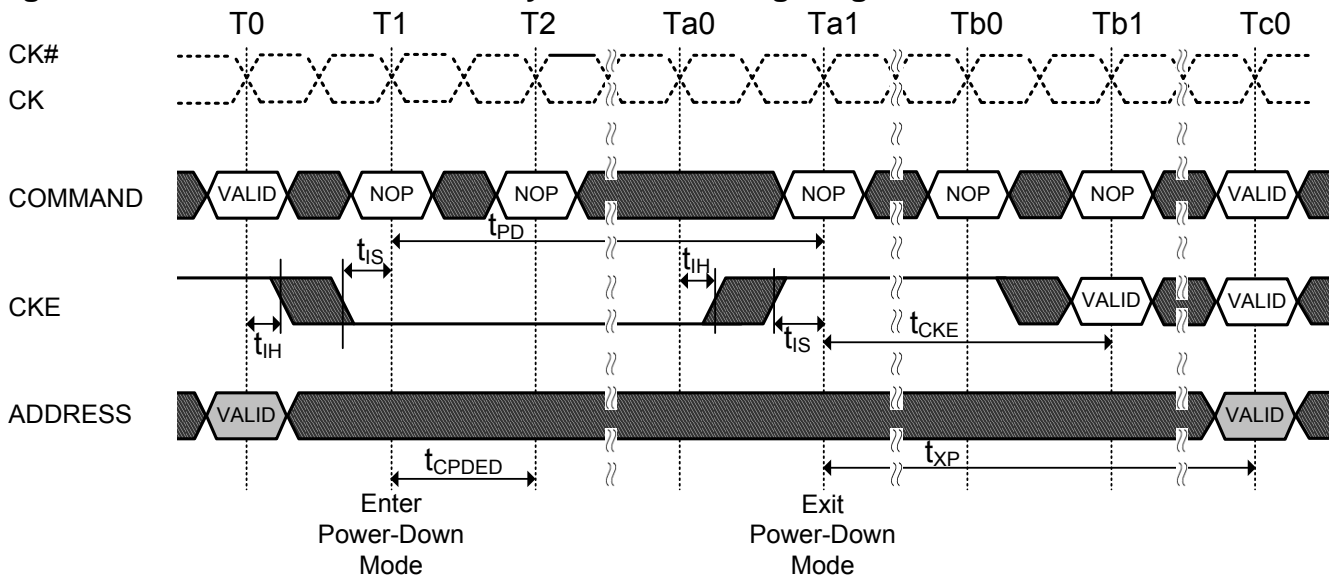 T0 T1 T2 Ta0 Ta1 Tb0 Tb1 Tc0
CK#
CK
COMMAND VALID NOP NOP NOP NOP NOP VALID
tPD
tIS tIH
CKE VALID VALID
tIH tIS tCKE
ADDRESS VALID VALID
tCPDED tXP
Enter
Power-Down
Mode
Exit
Power-Down
Mode